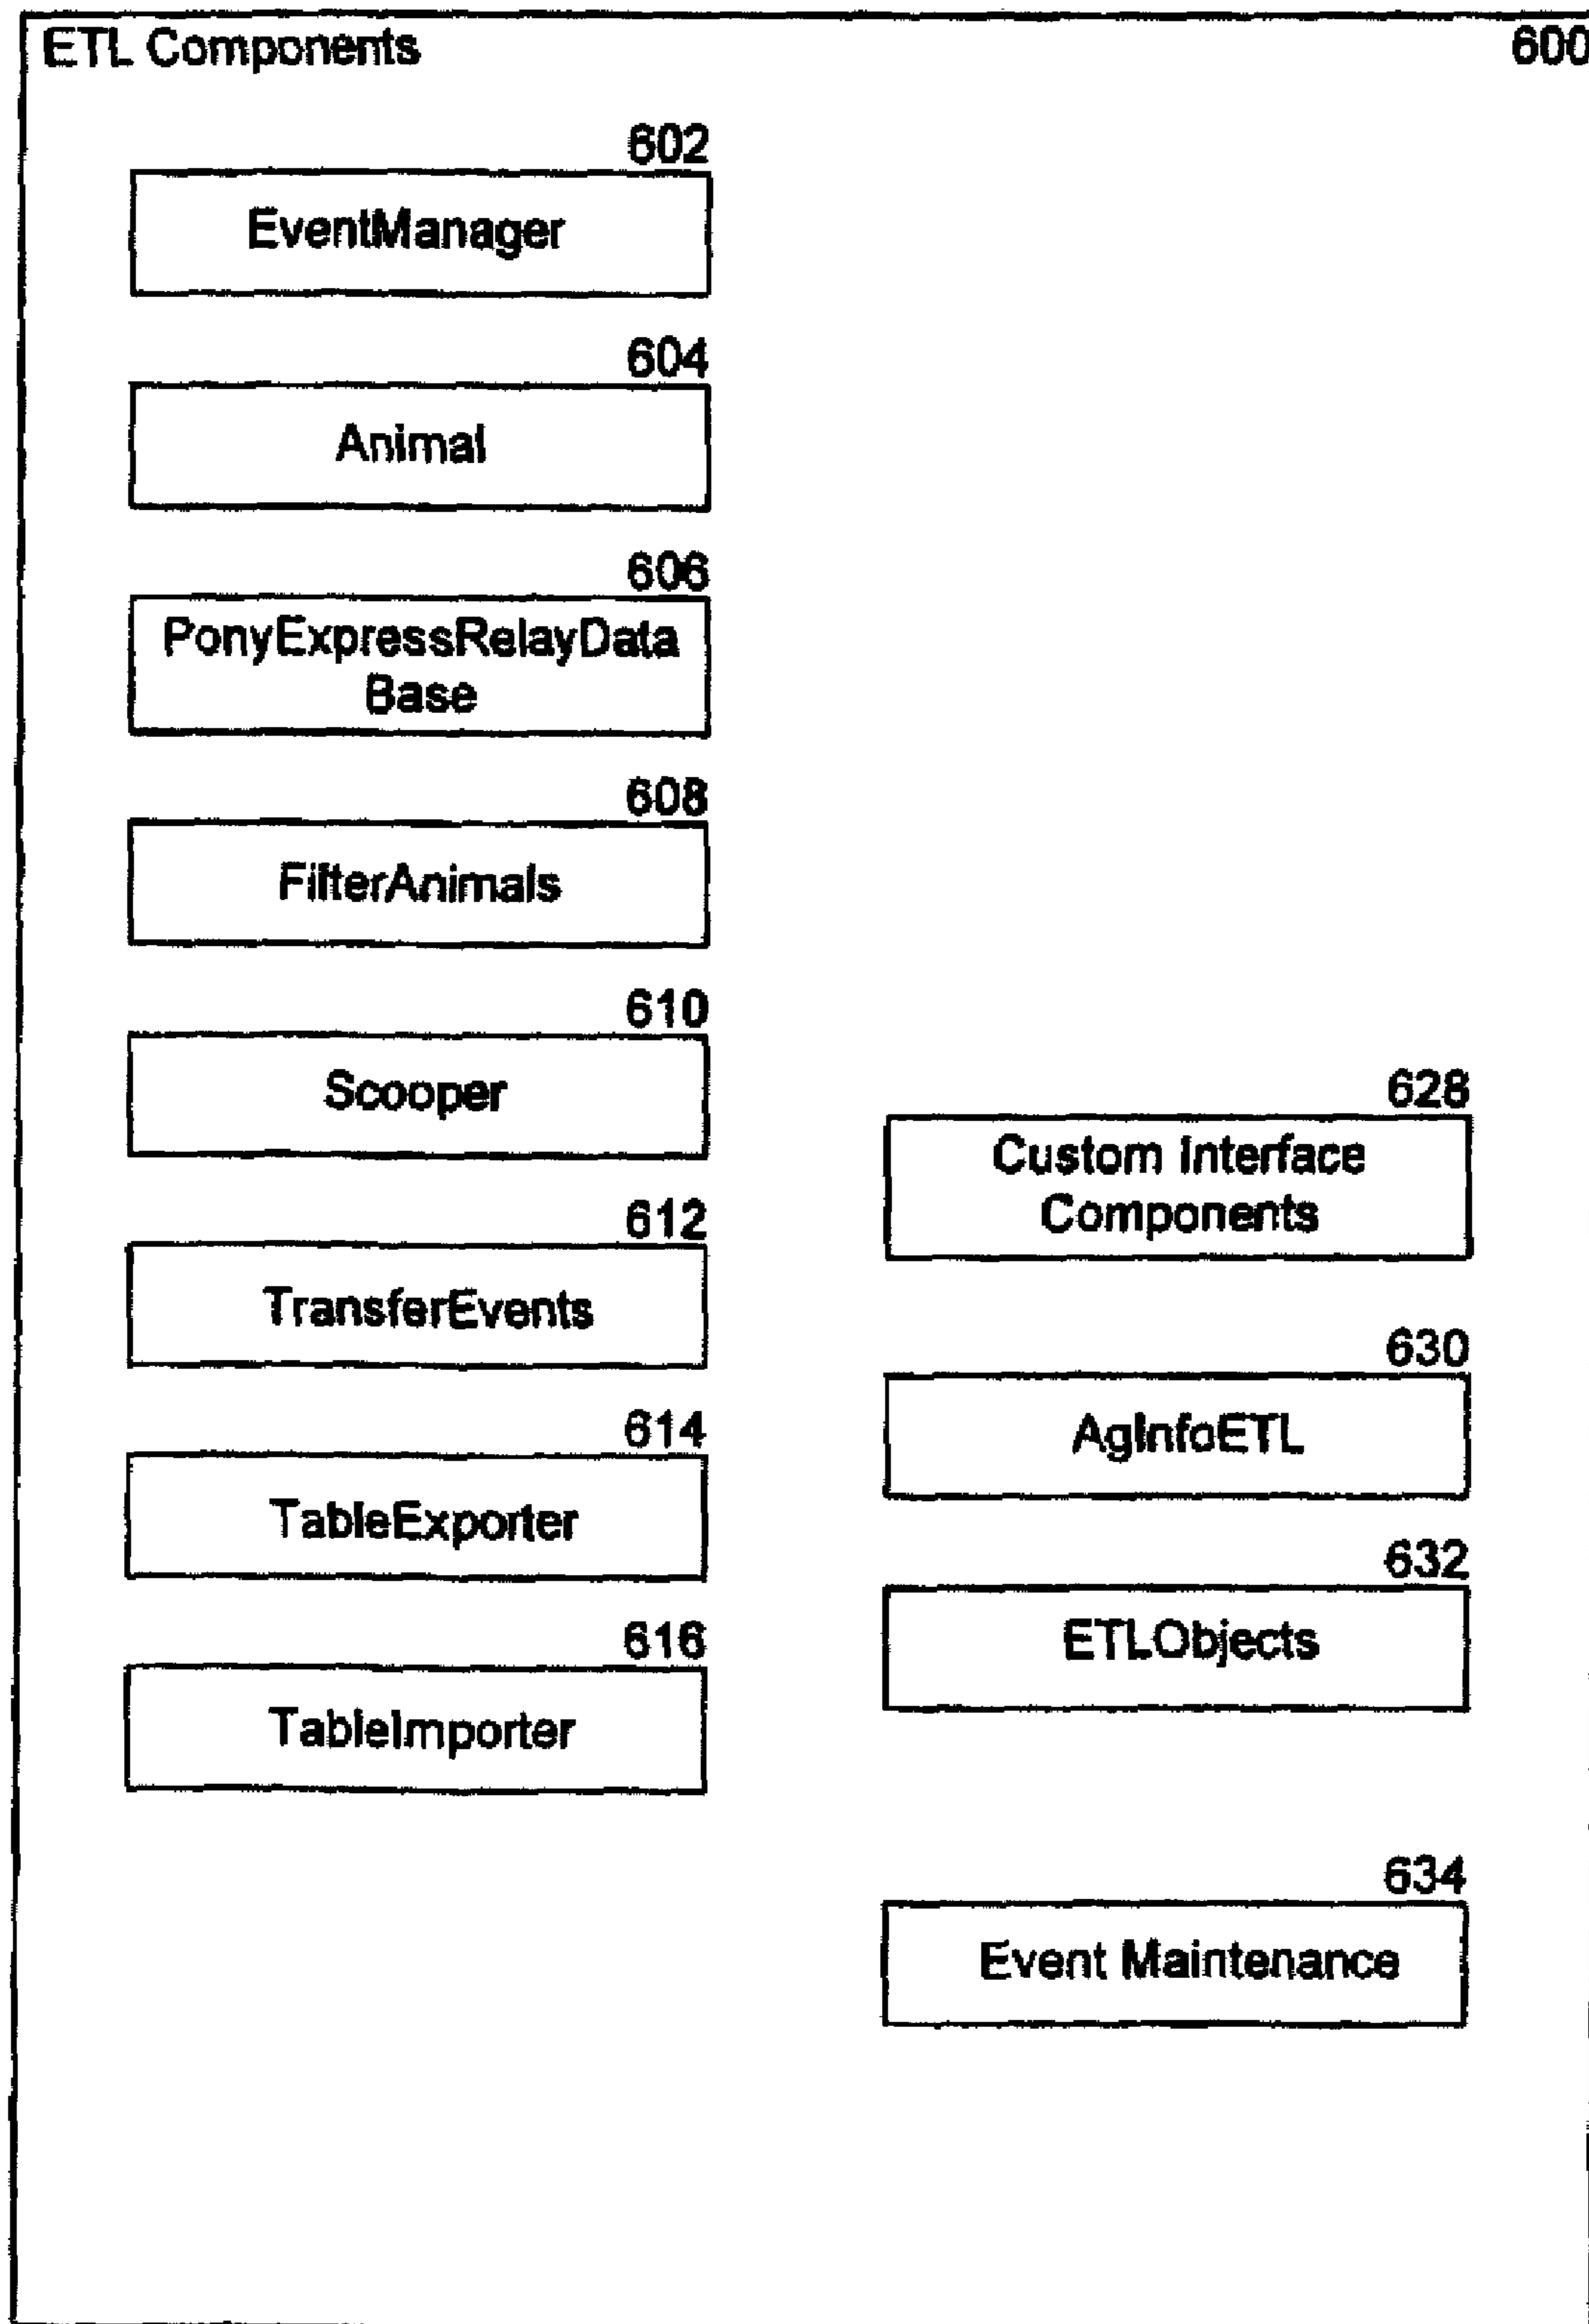 ETL Components 600
602
EventManager
604
Animal
606
PonyExpressRelayData
Base
608
FilterAnimals
610
Scooper
612
TransferEvents
614
TableExporter
616
TableImporter
628
Custom Interface
Components
630
AgInfoETL
632
ETLObjects
634
Event Maintenance